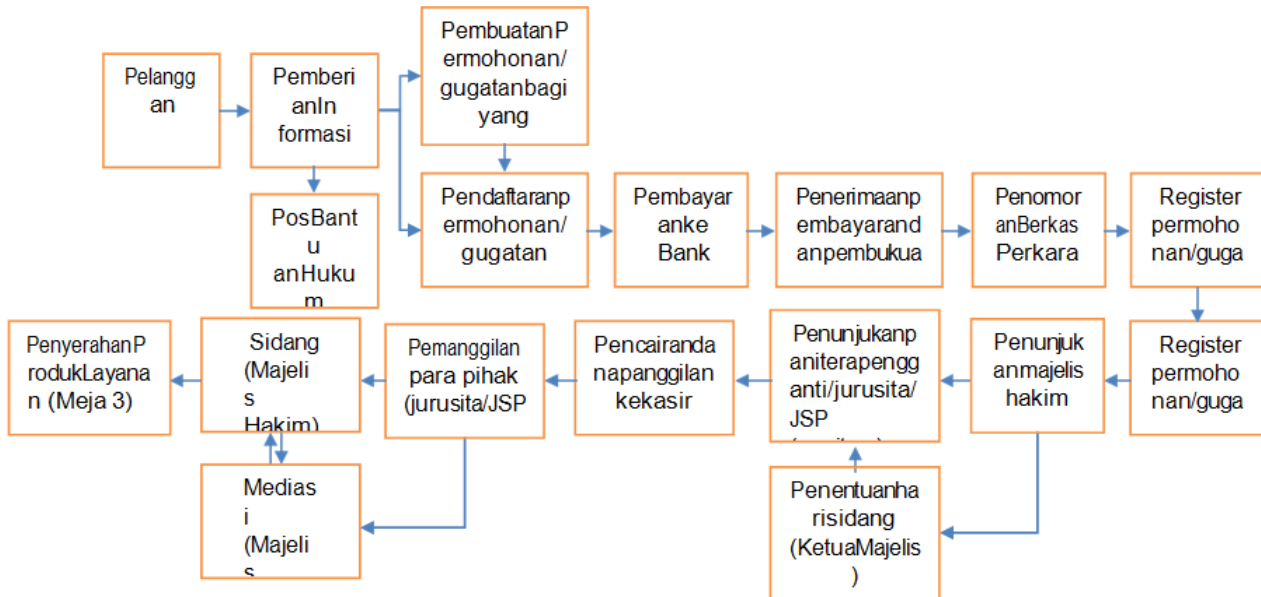 Pelangg
an
Pemberi
anIn
formasi
PembuatanP
ermohonan/
gugatanbagi
yang
PosBant
u
anHuku
m
Pendaftaranp
ermohonan/
gugatan
Pembayar
anke
Bank
Penerimaanp
embayarand
anpembukua
Penomor
anBerkas
Perkara
Register
permoho
nan/guga
Register
permoho
nan/guga
Penunjuk
anmajelis
hakim
Penentuanha
risidang
(KetuaMajelis
)
Penunjukanp
aniterapengg
anti/jurusita/
JSP
Pencairanda
napanggilan
kekasir
Pemanggilan
para pihak
(jurusita/JSP
Sidang
(Majeli
s
Hakim)
Medias
i
(Majeli
s
PenyerahanP
rodukLayana
n (Meja 3)